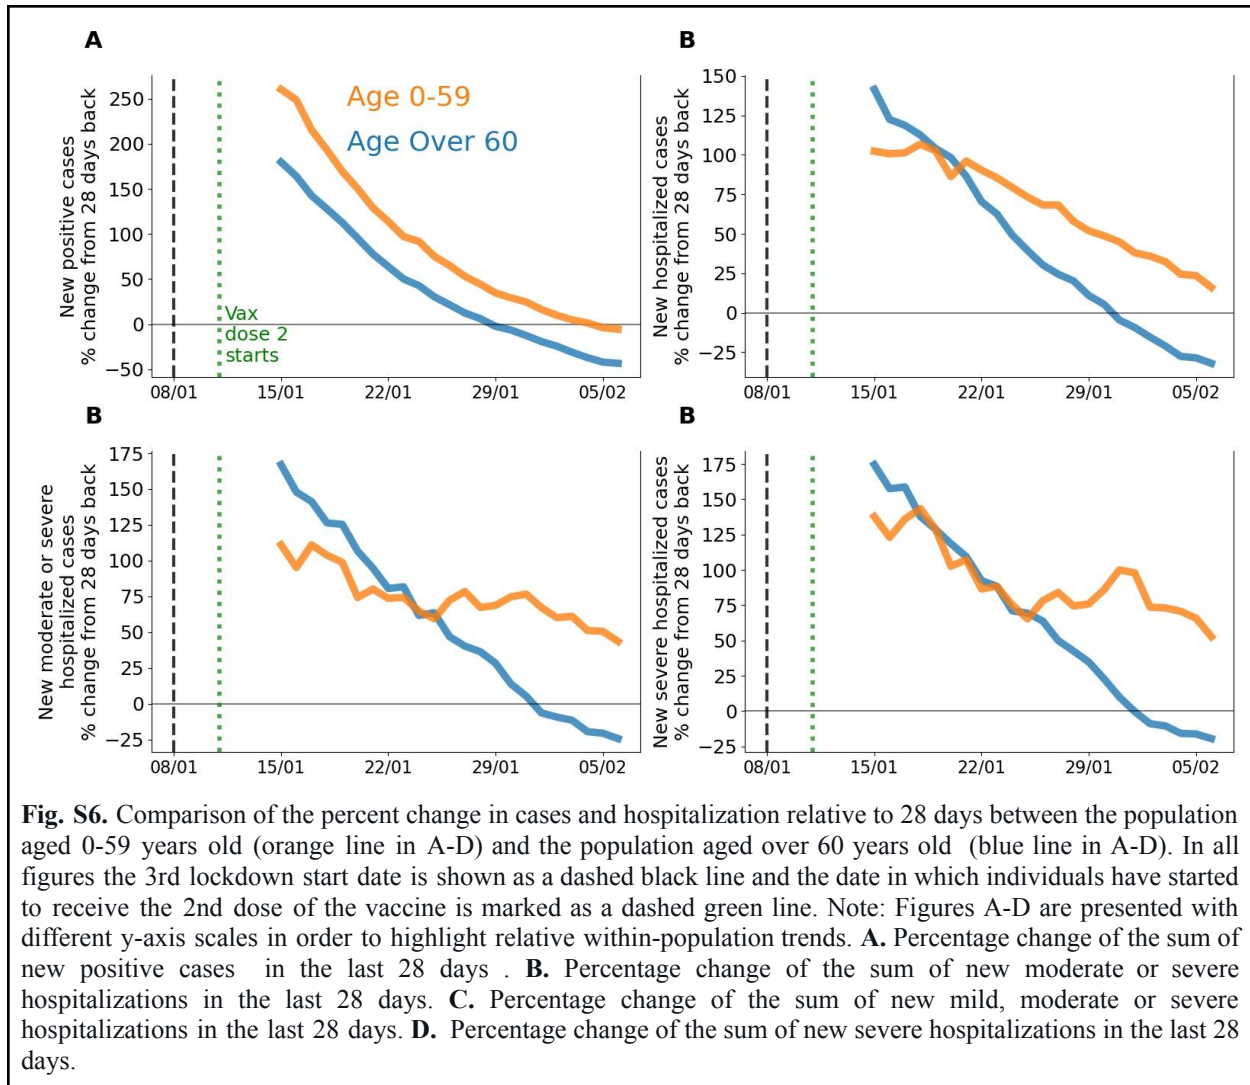 A
New positive cases
% change from 28 days back
250
200
150
100
50
0
−50
Age 0-59
Age Over 60
Vax
dose 2
starts
08/01
15/01
22/01
29/01
05/02
B
New hospitalized cases
% change from 28 days back
150
125
100
75
50
25
0
−25
08/01
15/01
22/01
29/01
05/02
B
New moderate or severe
hospitalized cases
% change from 28 days back
175
150
125
100
75
50
25
0
−25
08/01
15/01
22/01
29/01
05/02
B
New severe hospitalized cases
% change from 28 days back
175
150
125
100
75
50
25
0
−25
08/01
15/01
22/01
29/01
05/02
Fig. S6. Comparison of the percent change in cases and hospitalization relative to 28 days between the population
aged 0-59 years old (orange line in A-D) and the population aged over 60 years old (blue line in A-D). In all
figures the 3rd lockdown start date is shown as a dashed black line and the date in which individuals have started
to receive the 2nd dose of the vaccine is marked as a dashed green line. Note: Figures A-D are presented with
different y-axis scales in order to highlight relative within-population trends. A. Percentage change of the sum of
new positive cases in the last 28 days . B. Percentage change of the sum of new moderate or severe
hospitalizations in the last 28 days. C. Percentage change of the sum of new mild, moderate or severe
hospitalizations in the last 28 days. D. Percentage change of the sum of new severe hospitalizations in the last 28
days.